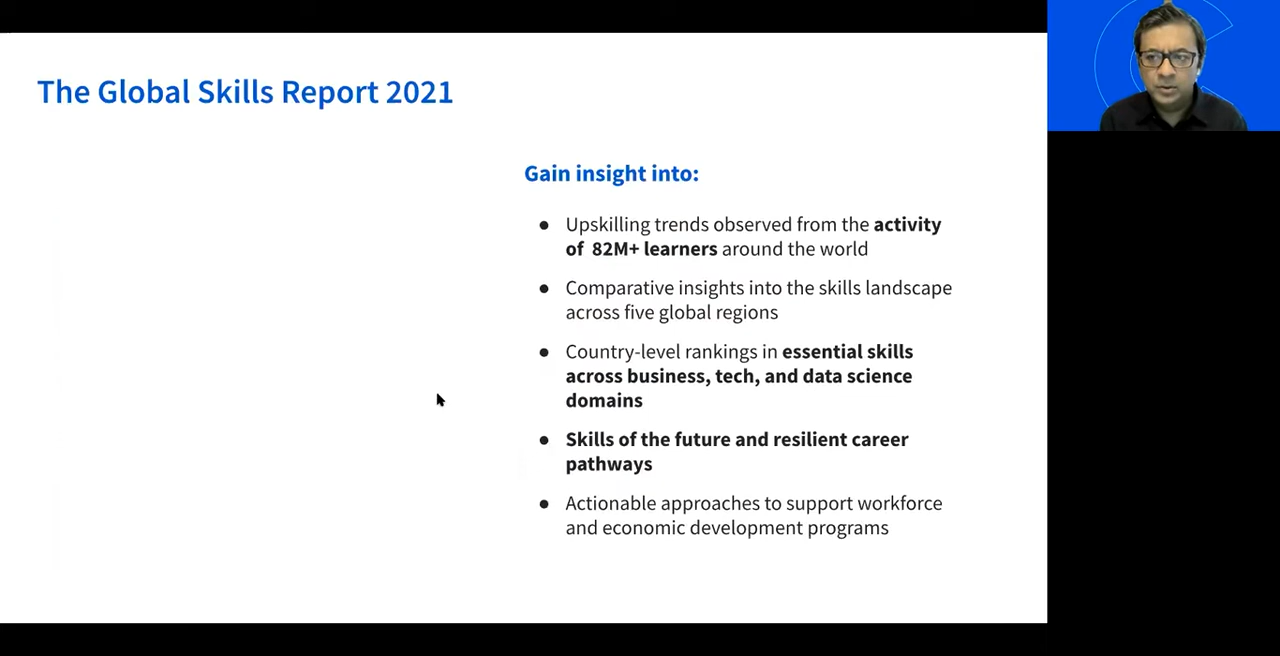 The Global Skills Report 2021
Gain insight into:
● Upskilling trends observed from the activity
of 82M+ learners around the world
● Comparative insights into the skills landscape
across five global regions
● Country-level rankings in essential skills
across business, tech, and data science
domains
● Skills of the future and resilient career
pathways
● Actionable approaches to support workforce
and economic development programs